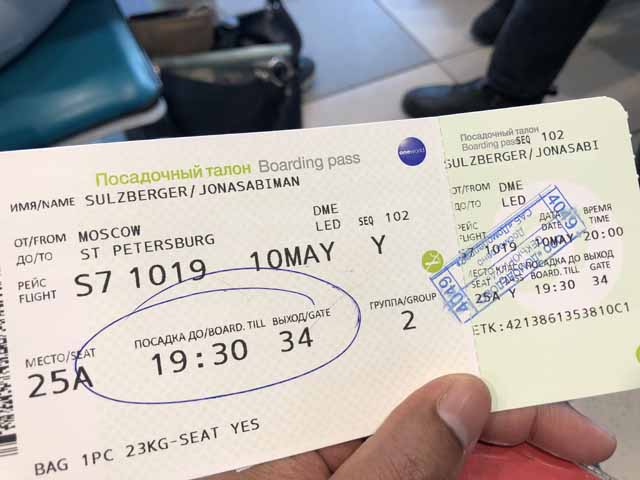 Посадочный талон Boarding pass
oneworld
ИМЯ/NAME SULZBERGER/JONASABIMAN
ОТ/FROM MOSCOW DME
ДО/TO ST PETERSBURG LED SEQ 102
РЕЙС FLIGHT S7 1019 10MAY Y
ПОСАДКА ДО/BOARD. TILL ВЫХОД/GATE ГРУППА/GROUP
МЕСТО/SEAT 25A 19:30 34 2
BAG 1PC 23KG-SEAT YES
Посадочный талон
Boarding pass SEQ 102
SULZBERGER/JONASABI
ОТ/FROM DME
ДО/TO LED
РЕЙС ДАТА ВРЕМЯ
FLIGHT DATE TIME
S7 1019 10MAY 20:00
МЕСТО КЛАСС ГЕЙТ
BOARD. TILL GATE
25A Y 19:30 34
ETK:4213861353810C1
4049
4049